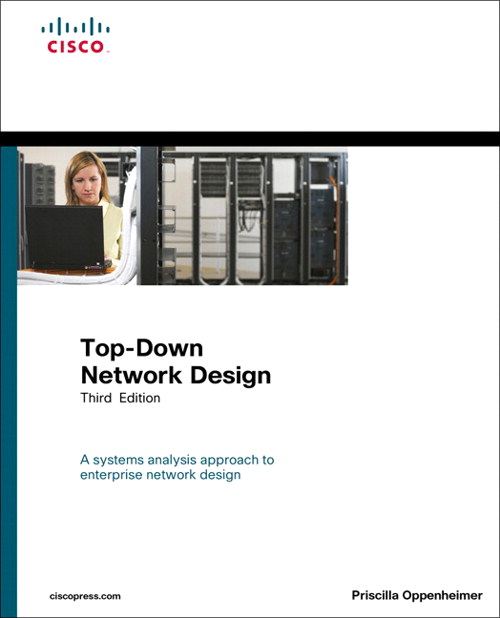 CISCO
Top-Down
Network Design
Third Edition
A systems analysis approach to
enterprise network design
ciscopress.com
Priscilla Oppenheimer